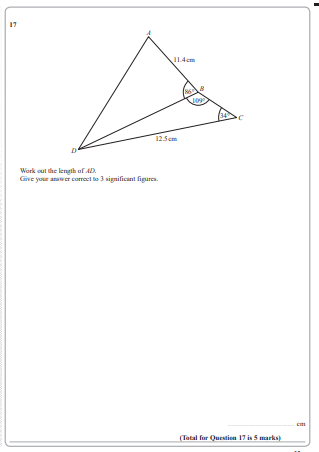 17
A
11.4 cm
86°
B
109°
34°
C
12.5 cm
D
Work out the length of AD.
Give your answer correct to 3 significant figures.
cm
(Total for Question 17 is 5 marks)